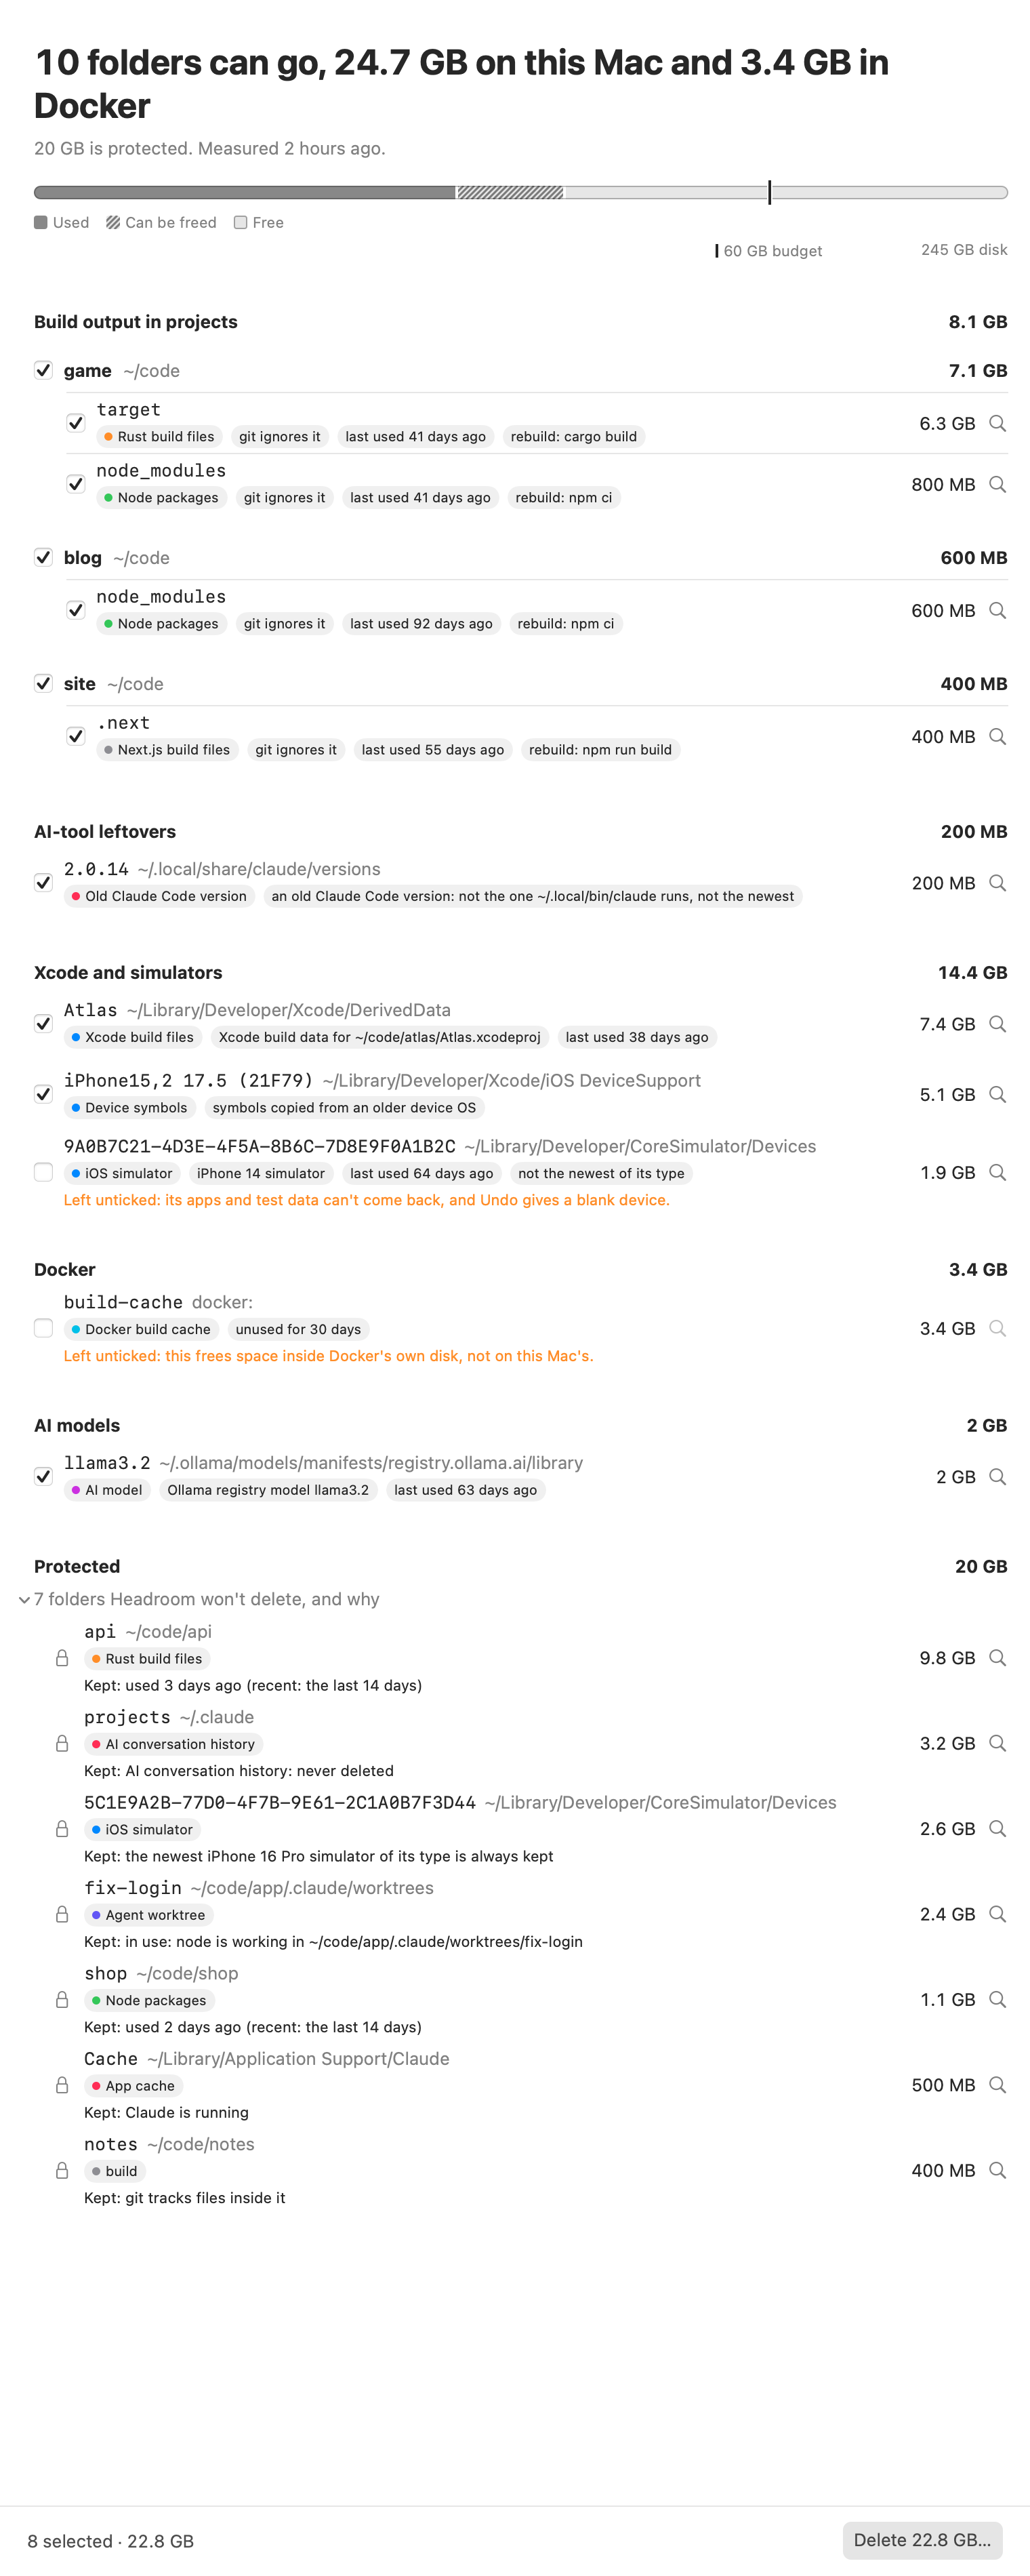 10 folders can go, 24.7 GB on this Mac and 3.4 GB in
Docker
20 GB is protected. Measured 2 hours ago.
Used Can be freed Free
60 GB budget 245 GB disk
Build output in projects 8.1 GB
game ~/code 7.1 GB
target
Rust build files git ignores it last used 41 days ago rebuild: cargo build 6.3 GB
node_modules
Node packages git ignores it last used 41 days ago rebuild: npm ci 800 MB
blog ~/code 600 MB
node_modules
Node packages git ignores it last used 92 days ago rebuild: npm ci 600 MB
site ~/code 400 MB
.next
Next.js build files git ignores it last used 55 days ago rebuild: npm run build 400 MB
AI-tool leftovers 200 MB
2.0.14 ~/.local/share/claude/versions
Old Claude Code version an old Claude Code version: not the one ~/.local/bin/claude runs, not the newest 200 MB
Xcode and simulators 14.4 GB
Atlas ~/Library/Developer/Xcode/DerivedData
Xcode build files Xcode build data for ~/code/atlas/Atlas.xcodeproj last used 38 days ago 7.4 GB
iPhone15,2 17.5 (21F79) ~/Library/Developer/Xcode/iOS DeviceSupport
Device symbols symbols copied from an older device OS 5.1 GB
9A0B7C21-4D3E-4F5A-8B6C-7D8E9F0A1B2C ~/Library/Developer/CoreSimulator/Devices
iOS simulator iPhone 14 simulator last used 64 days ago not the newest of its type 1.9 GB
Left unticked: its apps and test data can't come back, and Undo gives a blank device.
Docker 3.4 GB
build-cache docker:
Docker build cache unused for 30 days 3.4 GB
Left unticked: this frees space inside Docker's own disk, not on this Mac's.
AI models 2 GB
llama3.2 ~/.ollama/models/manifests/registry.ollama.ai/library
AI model Ollama registry model llama3.2 last used 63 days ago 2 GB
Protected 20 GB
7 folders Headroom won't delete, and why
api ~/code/api
Rust build files 9.8 GB
Kept: used 3 days ago (recent: the last 14 days)
projects ~/.claude
AI conversation history 3.2 GB
Kept: AI conversation history: never deleted
5C1E9A2B-77D0-4F7B-9E61-2C1A0B7F3D44 ~/Library/Developer/CoreSimulator/Devices
iOS simulator 2.6 GB
Kept: the newest iPhone 16 Pro simulator of its type is always kept
fix-login ~/code/app/.claude/worktrees
Agent worktree 2.4 GB
Kept: in use: node is working in ~/code/app/.claude/worktrees/fix-login
shop ~/code/shop
Node packages 1.1 GB
Kept: used 2 days ago (recent: the last 14 days)
Cache ~/Library/Application Support/Claude
App cache 500 MB
Kept: Claude is running
notes ~/code/notes
build 400 MB
Kept: git tracks files inside it
8 selected · 22.8 GB Delete 22.8 GB...